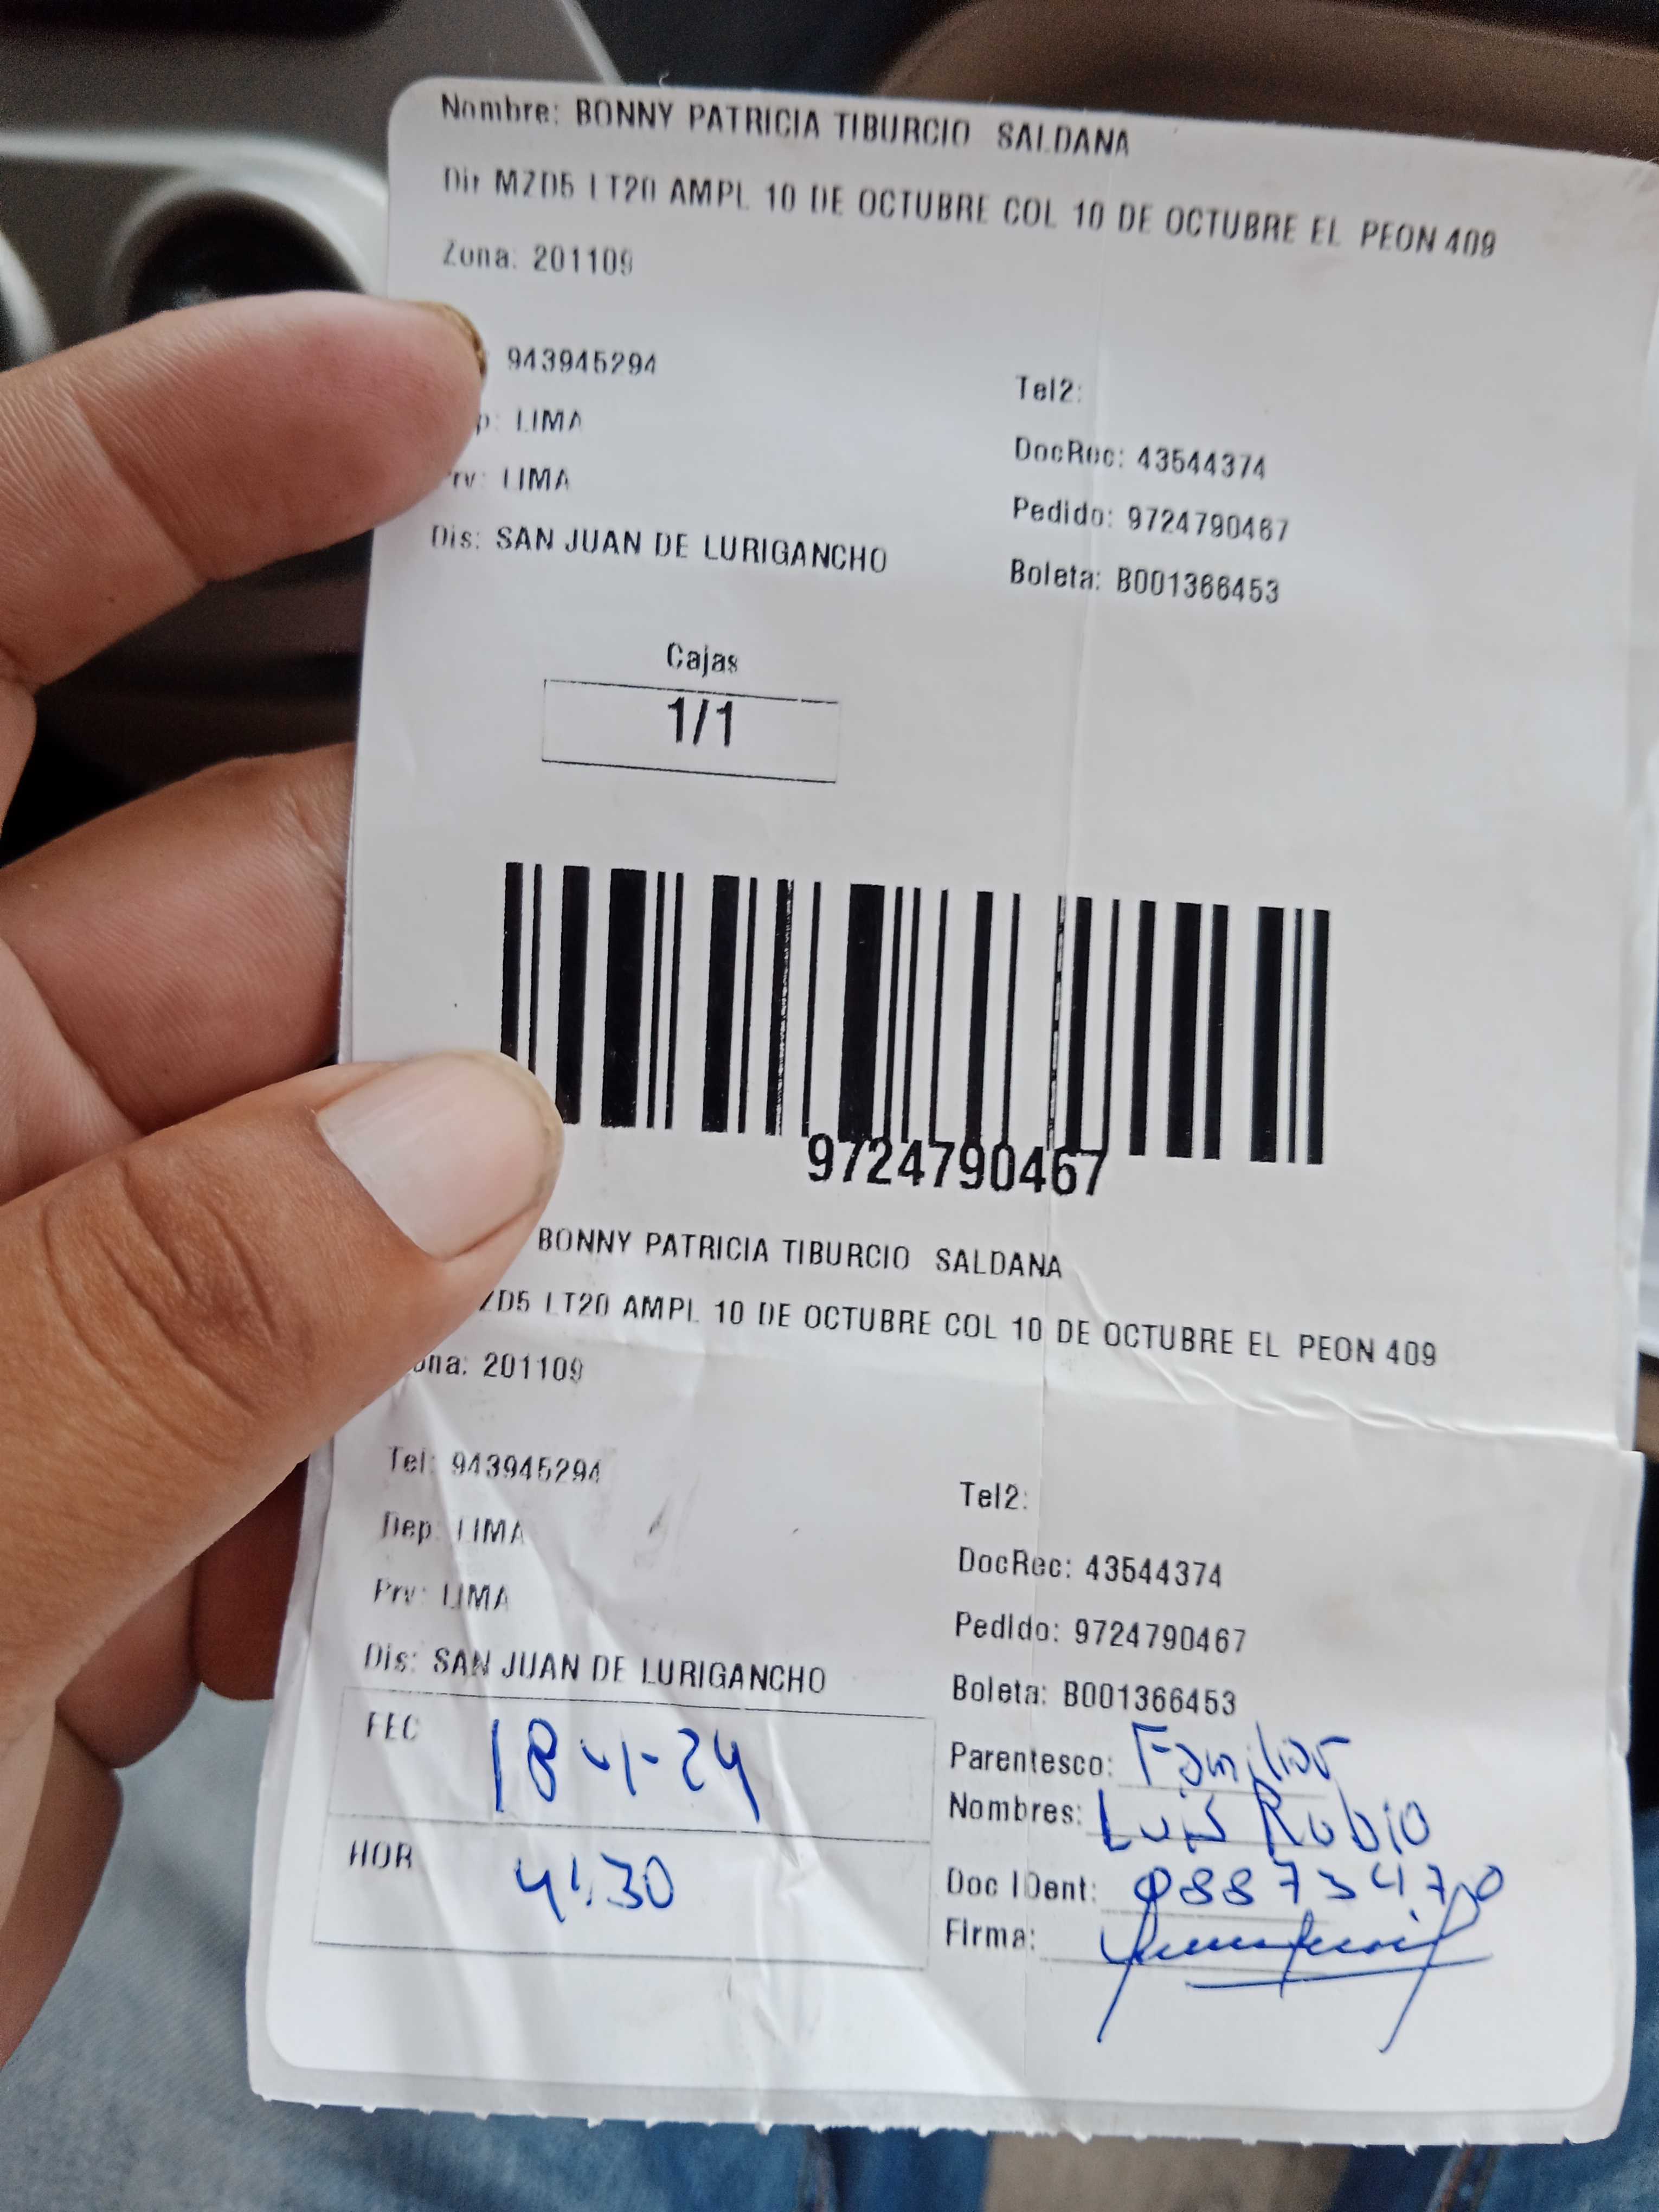 Nombre: BONNY PATRICIA TIBURCIO SALDANA
Dir MZD5 LT20 AMPL 10 DE OCTUBRE COL 10 DE OCTUBRE EL PEON 409
Zona: 201109
943945294
Tel2:
p: LIMA
DocRec: 43544374
rv: LIMA
Pedido: 9724790467
Dis: SAN JUAN DE LURIGANCHO
Boleta: B001366453
Cajas
1/1
9724790467
BONNY PATRICIA TIBURCIO SALDANA
ZD5 LT20 AMPL 10 DE OCTUBRE COL 10 DE OCTUBRE EL PEON 409
ona: 201109
Tel: 943945294
Tel2:
Dep: LIMA
DocRec: 43544374
Prv: LIMA
Pedido: 9724790467
Dis: SAN JUAN DE LURIGANCHO
Boleta: B001366453
FEC 18-1-24
Parentesco: Familiar
Nombres: Luis Rubio
HOR 4:30
Doc IDent: 08873470
Firma: